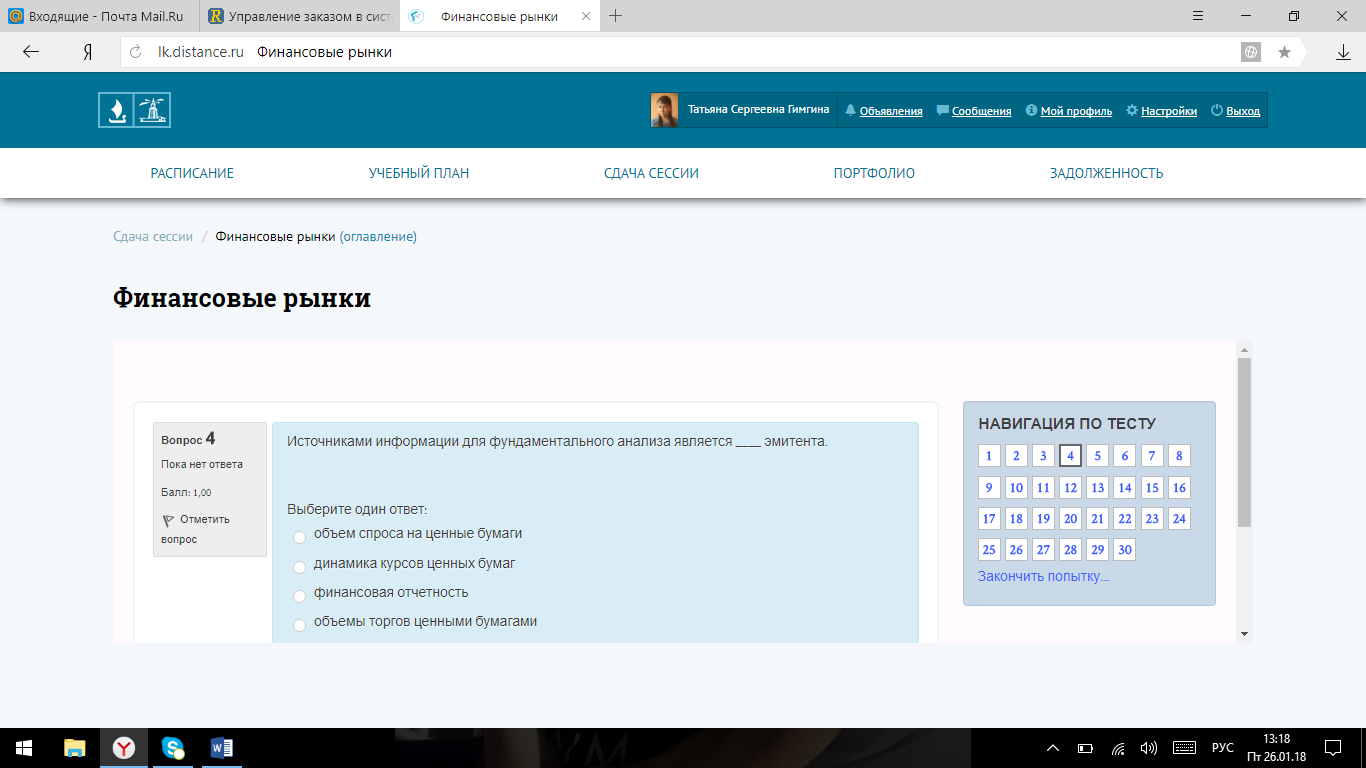 Входящие - Почта Mail.Ru
Управление заказом в сист
Финансовые рынки
lk.distance.ru Финансовые рынки
Татьяна Сергеевна Гимгина Объявления Сообщения Мой профиль Настройки Выход
РАСПИСАНИЕ УЧЕБНЫЙ ПЛАН СДАЧА СЕССИИ ПОРТФОЛИО ЗАДОЛЖЕННОСТЬ
Сдача сессии / Финансовые рынки (оглавление)
Финансовые рынки
Вопрос 4
Пока нет ответа
Балл: 1,00
Отметить
вопрос
Источниками информации для фундаментального анализа является ____ эмитента.
Выберите один ответ:
объем спроса на ценные бумаги
динамика курсов ценных бумаг
финансовая отчетность
объемы торгов ценными бумагами
НАВИГАЦИЯ ПО ТЕСТУ
1 2 3 4 5 6 7 8
9 10 11 12 13 14 15 16
17 18 19 20 21 22 23 24
25 26 27 28 29 30
Закончить попытку...
РУС
13:18
Пт 26.01.18